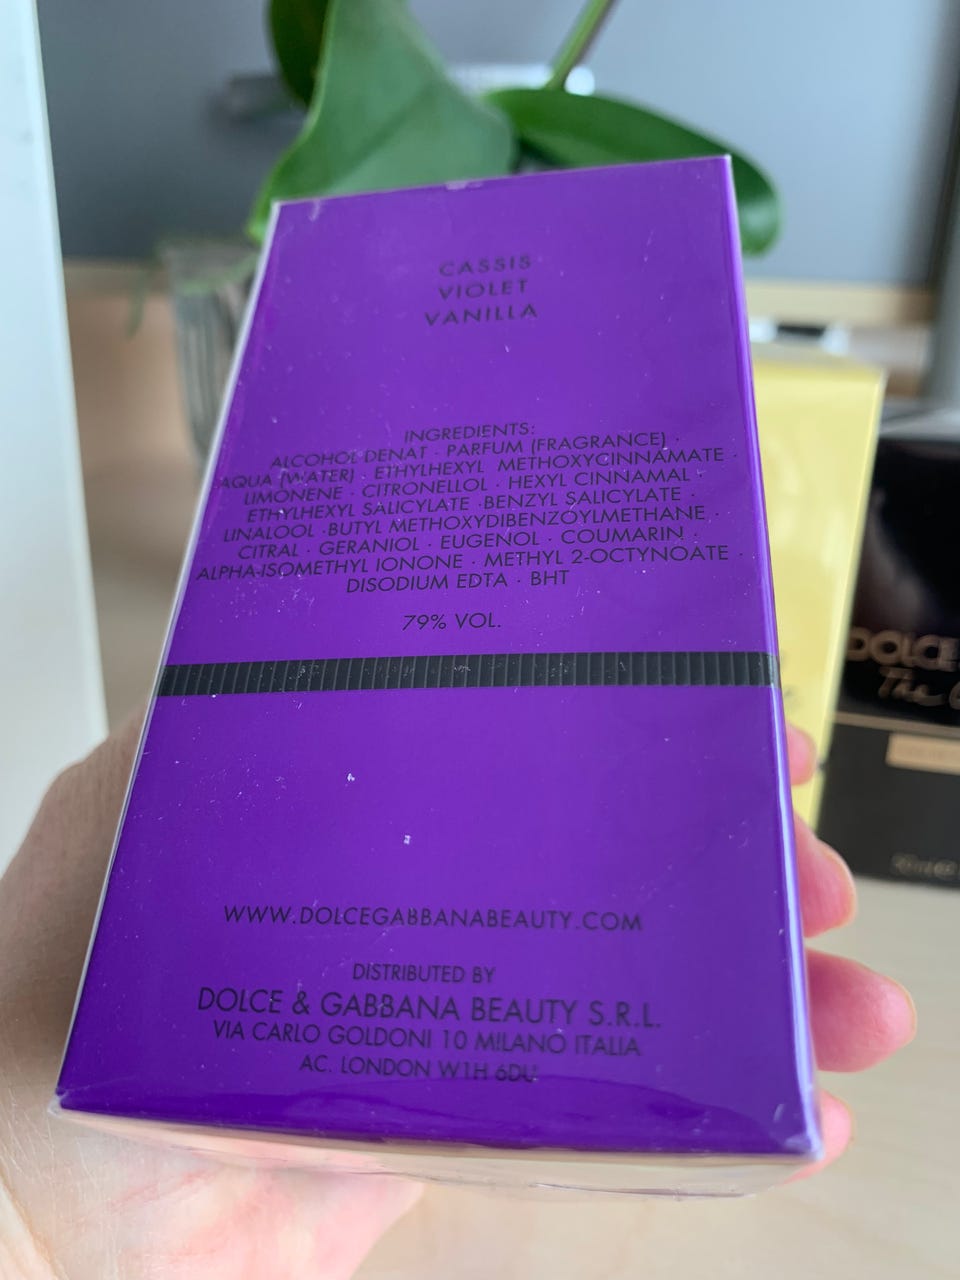 CASSIS
VIOLET
VANILLA
INGREDIENTS:
ALCOHOL DENAT · PARFUM (FRAGRANCE) ·
AQUA (WATER) · ETHYLHEXYL METHOXYCINNAMATE ·
LIMONENE · CITRONELLOL · HEXYL CINNAMAL ·
ETHYLHEXYL SALICYLATE · BENZYL SALICYLATE ·
LINALOOL · BUTYL METHOXYDIBENZOYLMETHANE ·
CITRAL · GERANIOL · EUGENOL · COUMARIN ·
ALPHA-ISOMETHYL IONONE · METHYL 2-OCTYNOATE ·
DISODIUM EDTA · BHT
79% VOL.
WWW.DOLCEGABBANABEAUTY.COM
DISTRIBUTED BY
DOLCE & GABBANA BEAUTY S.R.L.
VIA CARLO GOLDONI 10 MILANO ITALIA
AC. LONDON W1H 6DU
DOLCE
The